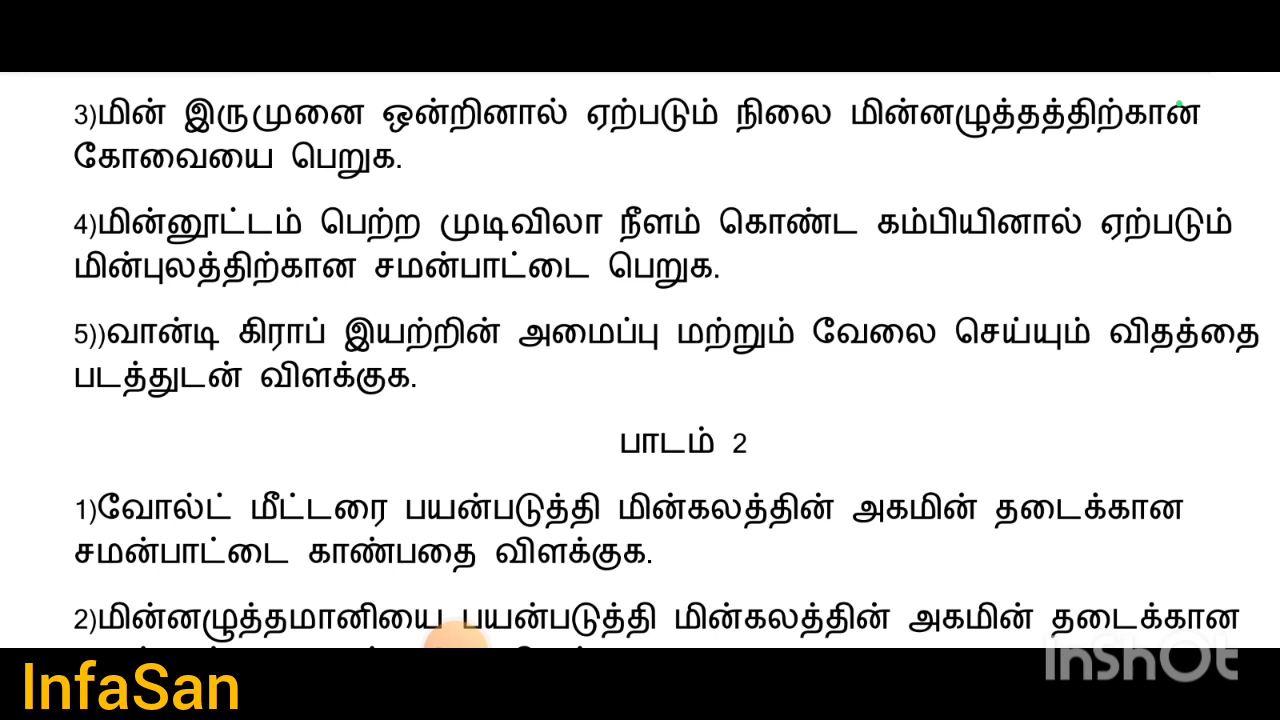 3)மின் இருமுனை ஒன்றினால் ஏற்படும் நிலை மின்னழுத்தத்திற்கான
கோவையை பெறுக.
4)மின்னூட்டம் பெற்ற முடிவிலா நீளம் கொண்ட கம்பியினால் ஏற்படும்
மின்புலத்திற்கான சமன்பாட்டை பெறுக.
5))வான்டி கிராப் இயற்றின் அமைப்பு மற்றும் வேலை செய்யும் விதத்தை
படத்துடன் விளக்குக.
பாடம் 2
1)வோல்ட் மீட்டரை பயன்படுத்தி மின்கலத்தின் அகமின் தடைக்கான
சமன்பாட்டை காண்பதை விளக்குக.
2)மின்னழுத்தமானியை பயன்படுத்தி மின்கலத்தின் அகமின் தடைக்கான
InShOt
InfaSan